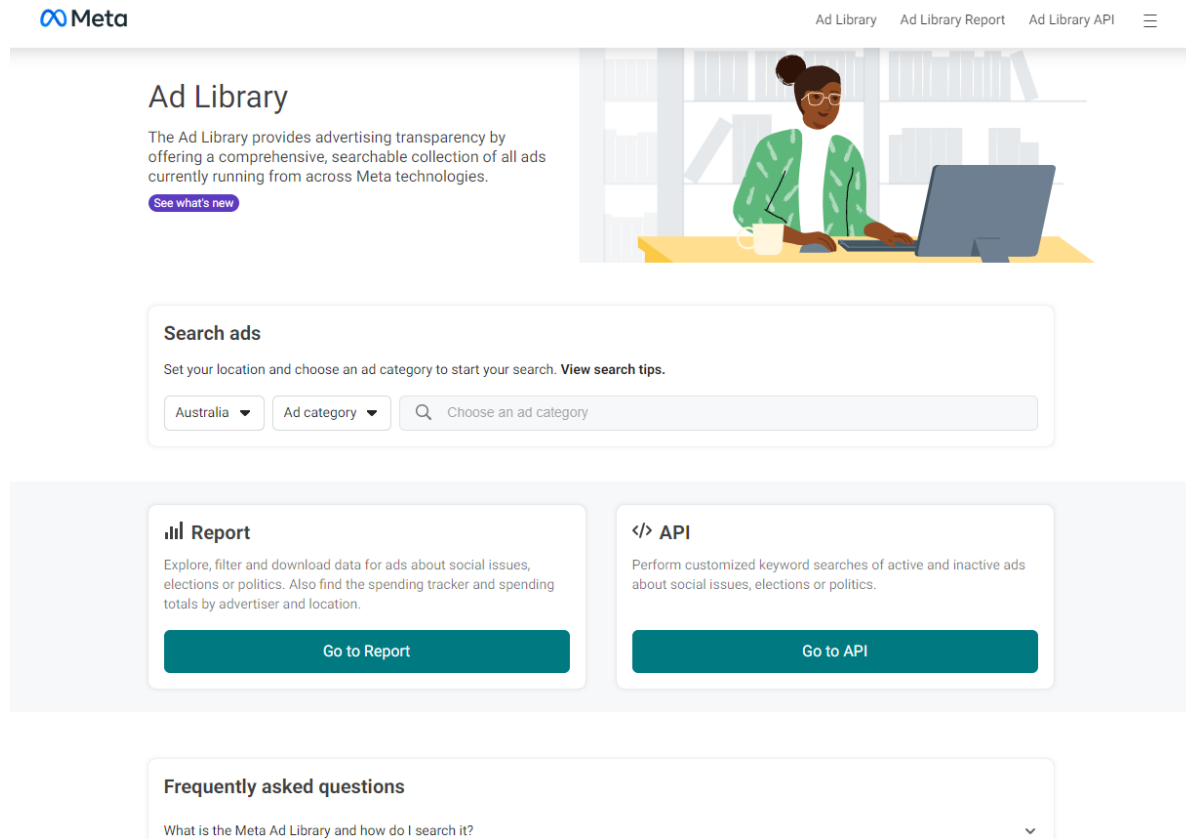 Meta
Ad Library Ad Library Report Ad Library API
Ad Library
The Ad Library provides advertising transparency by
offering a comprehensive, searchable collection of all ads
currently running from across Meta technologies.
See what's new
Search ads
Set your location and choose an ad category to start your search. View search tips.
Australia Ad category Choose an ad category
Report
Explore, filter and download data for ads about social issues,
elections or politics. Also find the spending tracker and spending
totals by advertiser and location.
Go to Report
</> API
Perform customized keyword searches of active and inactive ads
about social issues, elections or politics.
Go to API
Frequently asked questions
What is the Meta Ad Library and how do I search it?